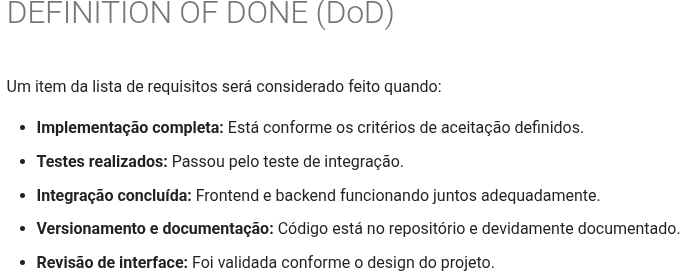 DEFINITION OF DONE (DoD)
Um item da lista de requisitos será considerado feito quando:
• Implementação completa: Está conforme os critérios de aceitação definidos.
• Testes realizados: Passou pelo teste de integração.
• Integração concluída: Frontend e backend funcionando juntos adequadamente.
• Versionamento e documentação: Código está no repositório e devidamente documentado.
• Revisão de interface: Foi validada conforme o design do projeto.